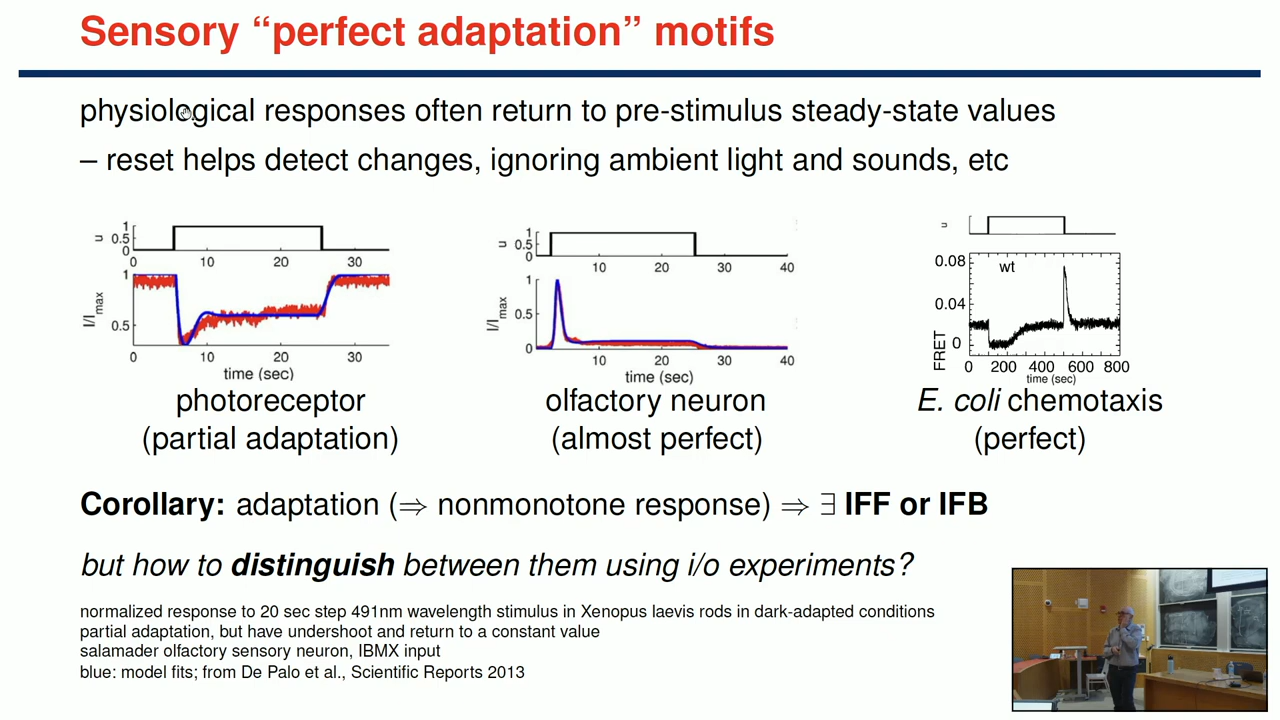 Sensory “perfect adaptation” motifs
physiological responses often return to pre-stimulus steady-state values
– reset helps detect changes, ignoring ambient light and sounds, etc
u
1
0.5
0
0 10 20 30
I/Imax
1
0.5
0 10 20 30
time (sec)
photoreceptor
(partial adaptation)
u
1
0.5
0
10 20 30 40
I/Imax
1
0.5
0
10 20 30 40
time (sec)
olfactory neuron
(almost perfect)
u
wt
FRET
0.08
0.04
0
0 200 400 600 800
time (sec)
E. coli chemotaxis
(perfect)
Corollary: adaptation (⇒ nonmonotone response) ⇒ ∃ IFF or IFB
but how to distinguish between them using i/o experiments?
normalized response to 20 sec step 491nm wavelength stimulus in Xenopus laevis rods in dark-adapted conditions
partial adaptation, but have undershoot and return to a constant value
salamader olfactory sensory neuron, IBMX input
blue: model fits; from De Palo et al., Scientific Reports 2013